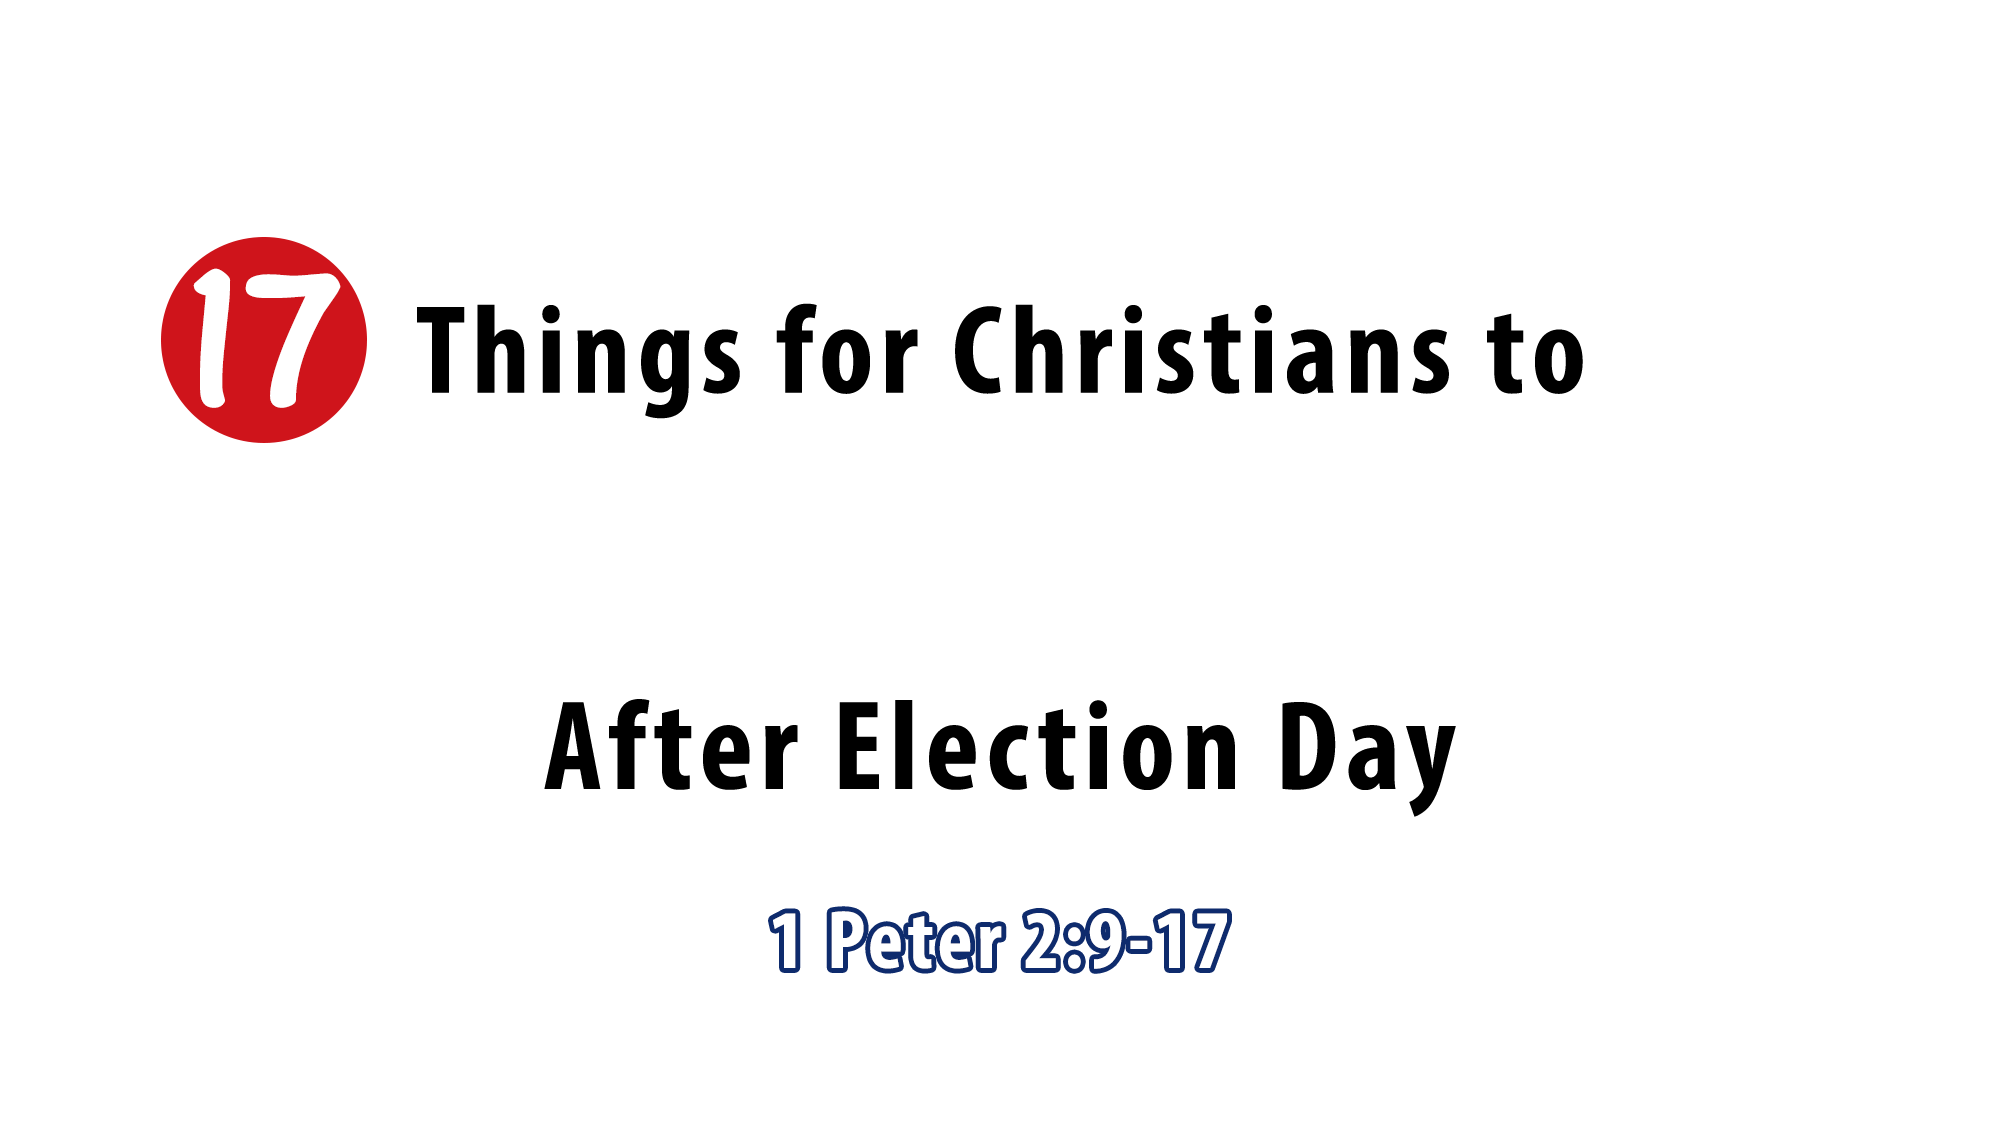 17 Things for Christians to
After Election Day
1 Peter 2:9-17